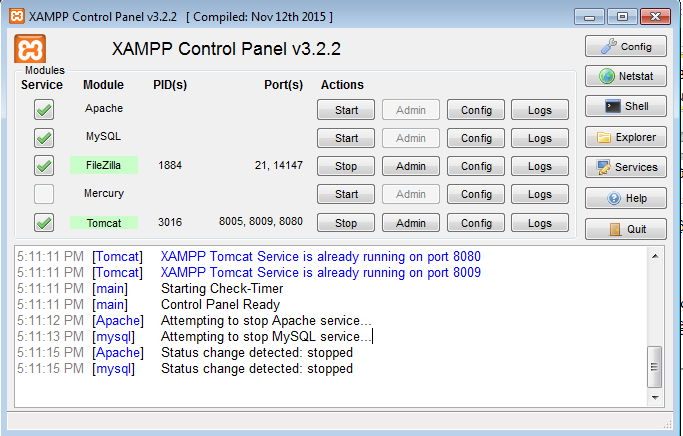 XAMPP Control Panel v3.2.2 [ Compiled: Nov 12th 2015 ]
XAMPP Control Panel v3.2.2
Config
Modules
Service Module PID(s) Port(s) Actions
Netstat
Apache Start Admin Config Logs
Shell
MySQL Start Admin Config Logs
Explorer
FileZilla 1884 21, 14147 Stop Admin Config Logs
Services
Mercury Start Admin Config Logs
Help
Tomcat 3016 8005, 8009, 8080 Stop Admin Config Logs
Quit
5:11:11 PM [Tomcat] XAMPP Tomcat Service is already running on port 8080
5:11:11 PM [Tomcat] XAMPP Tomcat Service is already running on port 8009
5:11:11 PM [main] Starting Check-Timer
5:11:11 PM [main] Control Panel Ready
5:11:12 PM [Apache] Attempting to stop Apache service...
5:11:13 PM [mysql] Attempting to stop MySQL service...
5:11:15 PM [Apache] Status change detected: stopped
5:11:15 PM [mysql] Status change detected: stopped